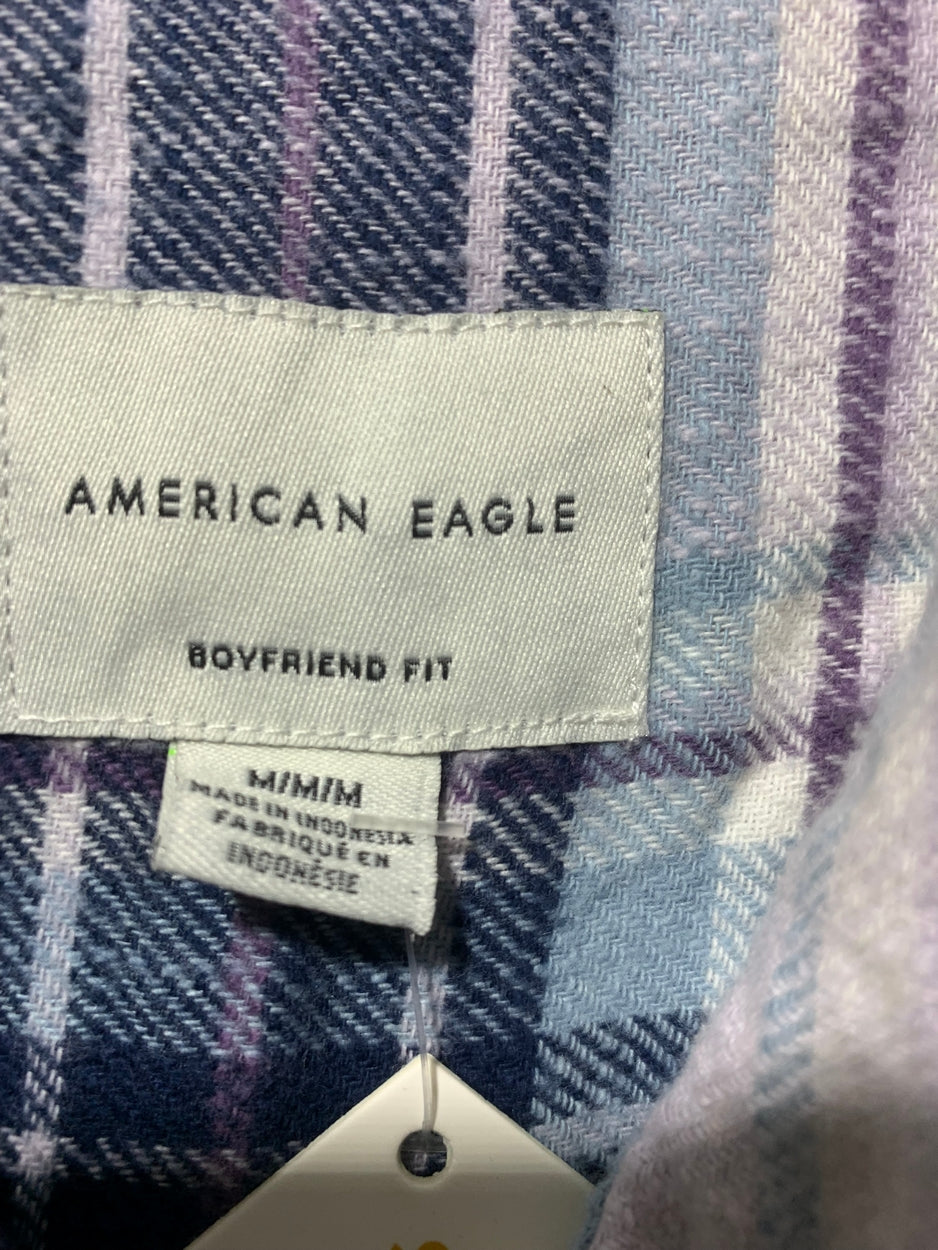 AMERICAN EAGLE
BOYFRIEND FIT
M/M/M
MADE IN INDONESIA
FABRIQUÉ EN
INDONÉSIE